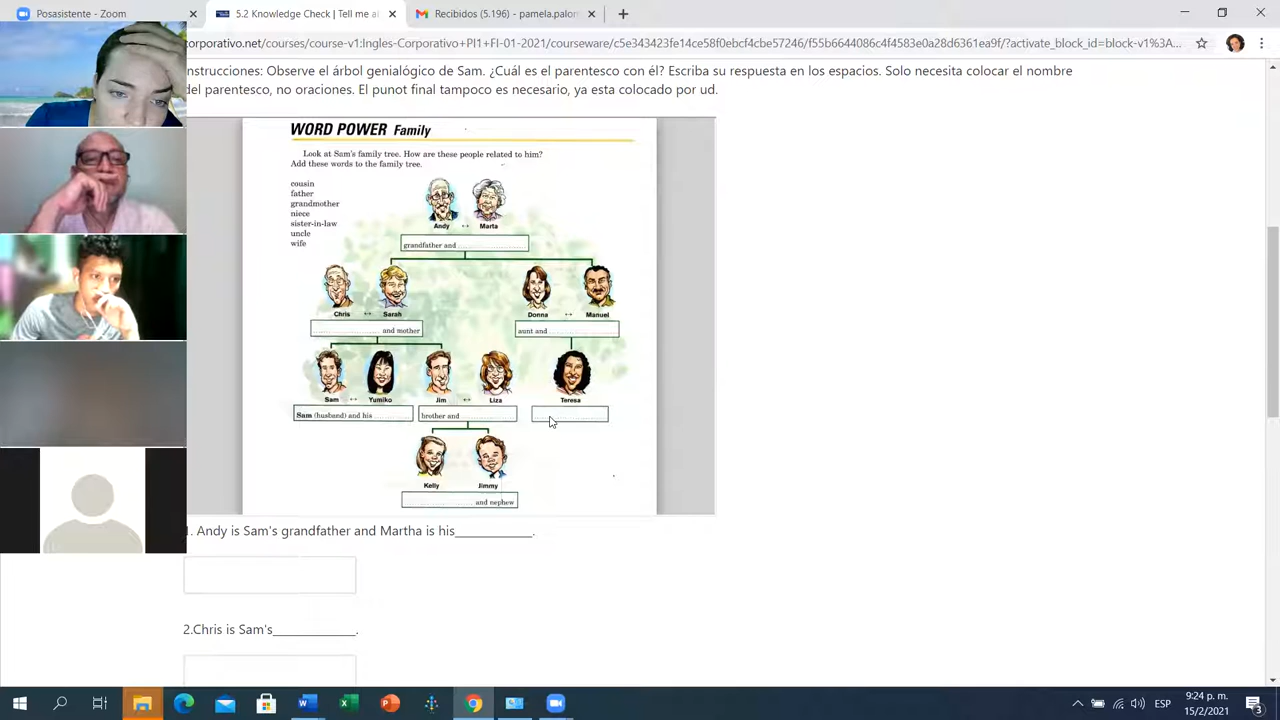 Posasistente - Zoom
5.2 Knowledge Check | Tell me al
Recibidos (5.196) - pamelapalom
corporativo.net/courses/course-v1:Ingles-Corporativo+PI1+FI-01-2021/courseware/c5e343423fe14ce58f0ebcf4cbe57246/f55b6644086c4f4583e0a28d6361ea9f/?activate_block_id=block-v1%3A...
nstrucciones: Observe el árbol genialógico de Sam. ¿Cuál es el parentesco con él? Escriba su respuesta en los espacios. Solo necesita colocar el nombre
del parentesco, no oraciones. El punot final tampoco es necesario, ya esta colocado por ud.
WORD POWER Family
Look at Sam's family tree. How are these people related to him?
Add these words to the family tree.
cousin
father
grandmother
niece
sister-in-law
uncle
wife
Andy ↔ Marta
grandfather and ....................
Chris ↔ Sarah
Donna ↔ Manuel
.................... and mother
aunt and ....................
Sam ↔ Yumiko
Jim ↔ Liza
Teresa
Sam (husband) and his ..........
brother and ..............
....................
Kelly
Jimmy
.................... and nephew
1. Andy is Sam's grandfather and Martha is his____________.
2.Chris is Sam's_____________.
ESP
9:24 p. m.
15/2/2021